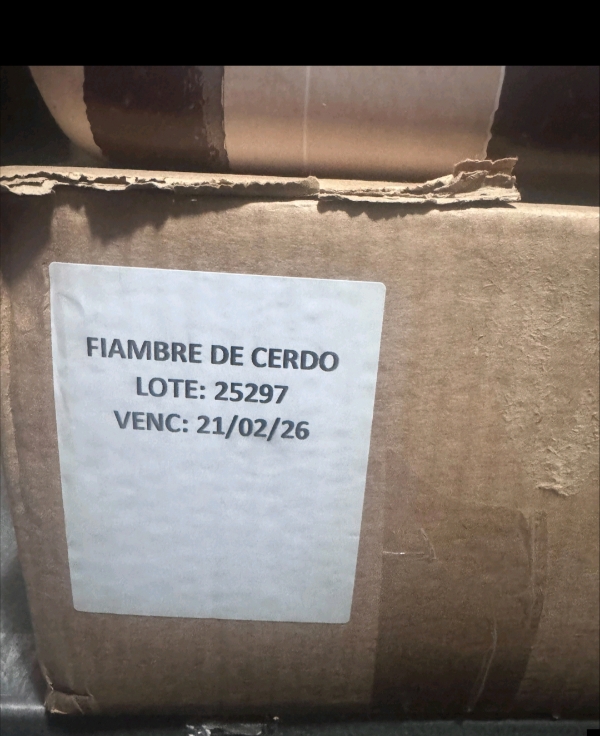 FIAMBRE DE CERDO
LOTE: 25297
VENC: 21/02/26